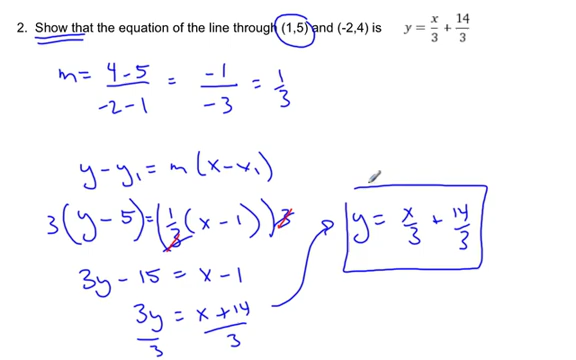 2. Show that the equation of the line through (1,5) and (-2,4) is y = x/3 + 14/3
m = (4 - 5)/(-2 - 1) = (-1)/(-3) = 1/3
y - y₁ = m(x - x₁)
3(y - 5) = (1/3(x - 1))3
3y - 15 = x - 1
3y/3 = (x + 14)/3
y = x/3 + 14/3